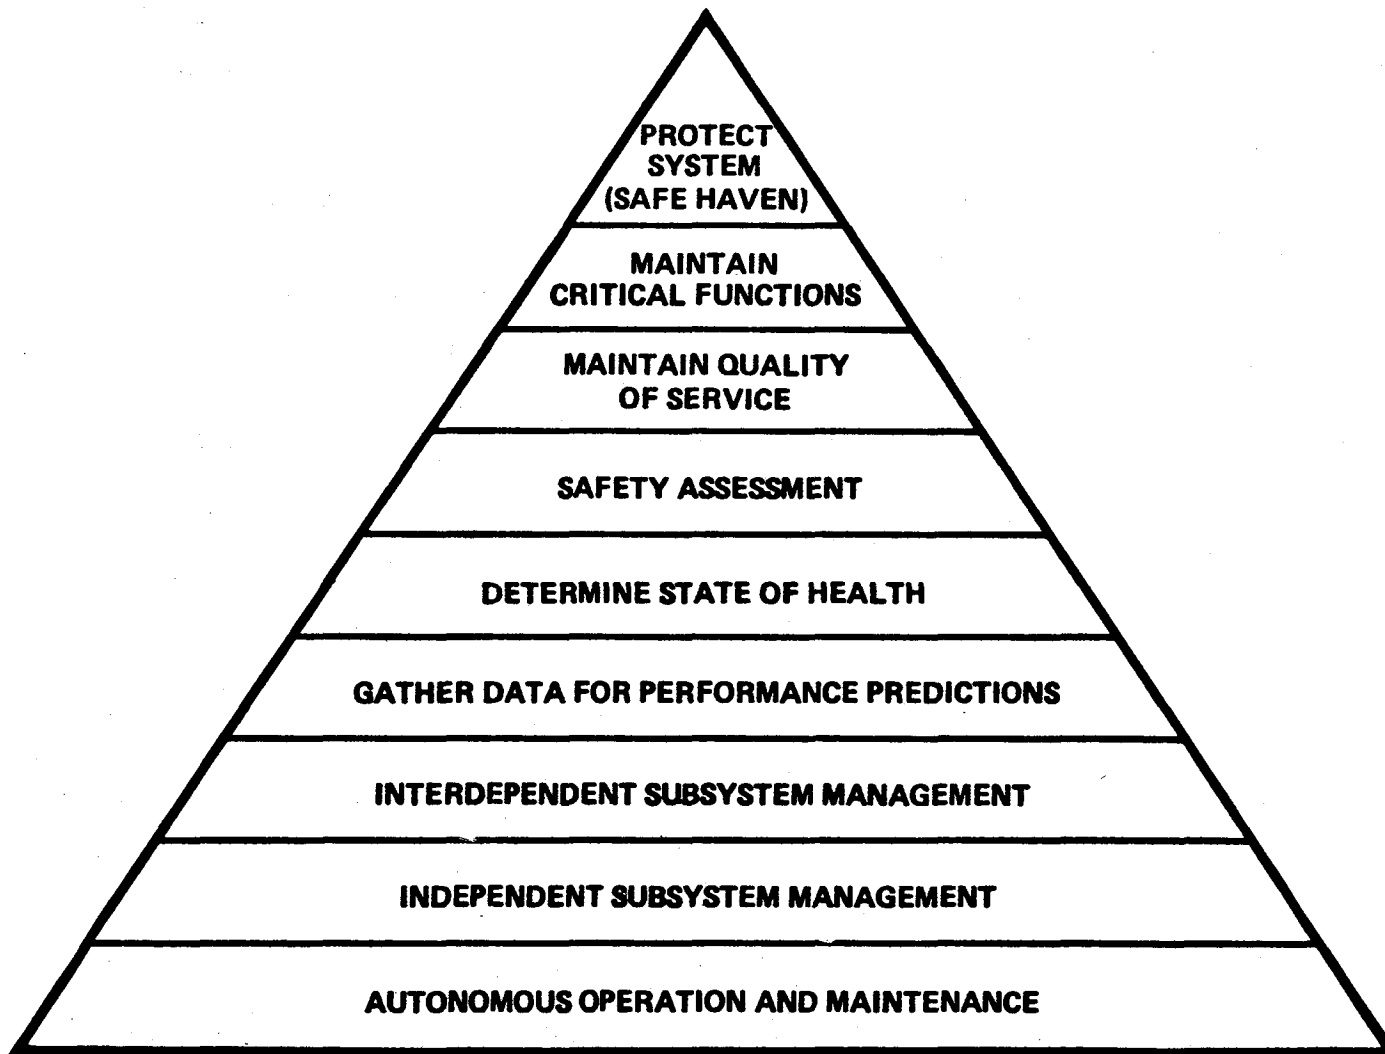 PROTECT
SYSTEM
(SAFE HAVEN)
MAINTAIN
CRITICAL FUNCTIONS
MAINTAIN QUALITY
OF SERVICE
SAFETY ASSESSMENT
DETERMINE STATE OF HEALTH
GATHER DATA FOR PERFORMANCE PREDICTIONS
INTERDEPENDENT SUBSYSTEM MANAGEMENT
INDEPENDENT SUBSYSTEM MANAGEMENT
AUTONOMOUS OPERATION AND MAINTENANCE